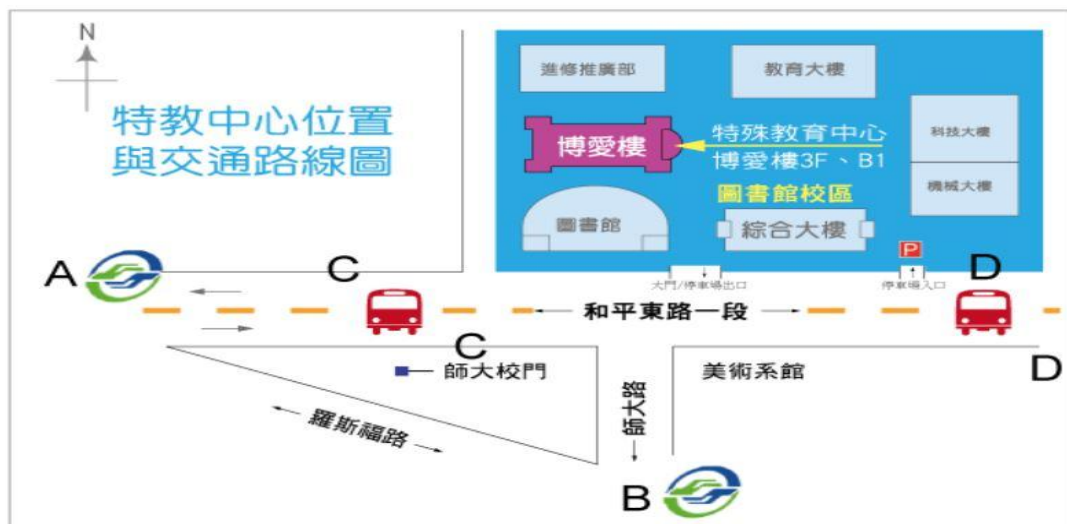 N
特教中心位置
與交通路線圖
進修推廣部
教育大樓
博愛樓
特殊教育中心
博愛樓3F、B1
科技大樓
機械大樓
圖書館校區
圖書館
綜合大樓
P
A
C
D
大門/停車場出口
停車場入口
和平東路一段
C
師大校門
美術系館
D
羅斯福路
師大路
B